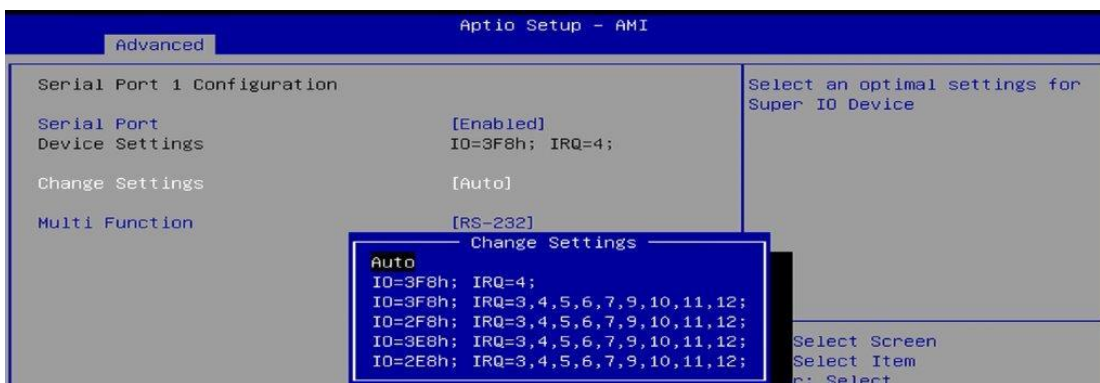 Aptio Setup - AMI
Advanced
Serial Port 1 Configuration
Serial Port [Enabled]
Device Settings IO=3F8h; IRQ=4;
Change Settings [Auto]
Multi Function [RS-232]
Select an optimal settings for
Super IO Device
Change Settings
Auto
IO=3F8h; IRQ=4;
IO=3F8h; IRQ=3,4,5,6,7,9,10,11,12;
IO=2F8h; IRQ=3,4,5,6,7,9,10,11,12;
IO=3E8h; IRQ=3,4,5,6,7,9,10,11,12;
IO=2E8h; IRQ=3,4,5,6,7,9,10,11,12;
Select Screen
Select Item
r: Select